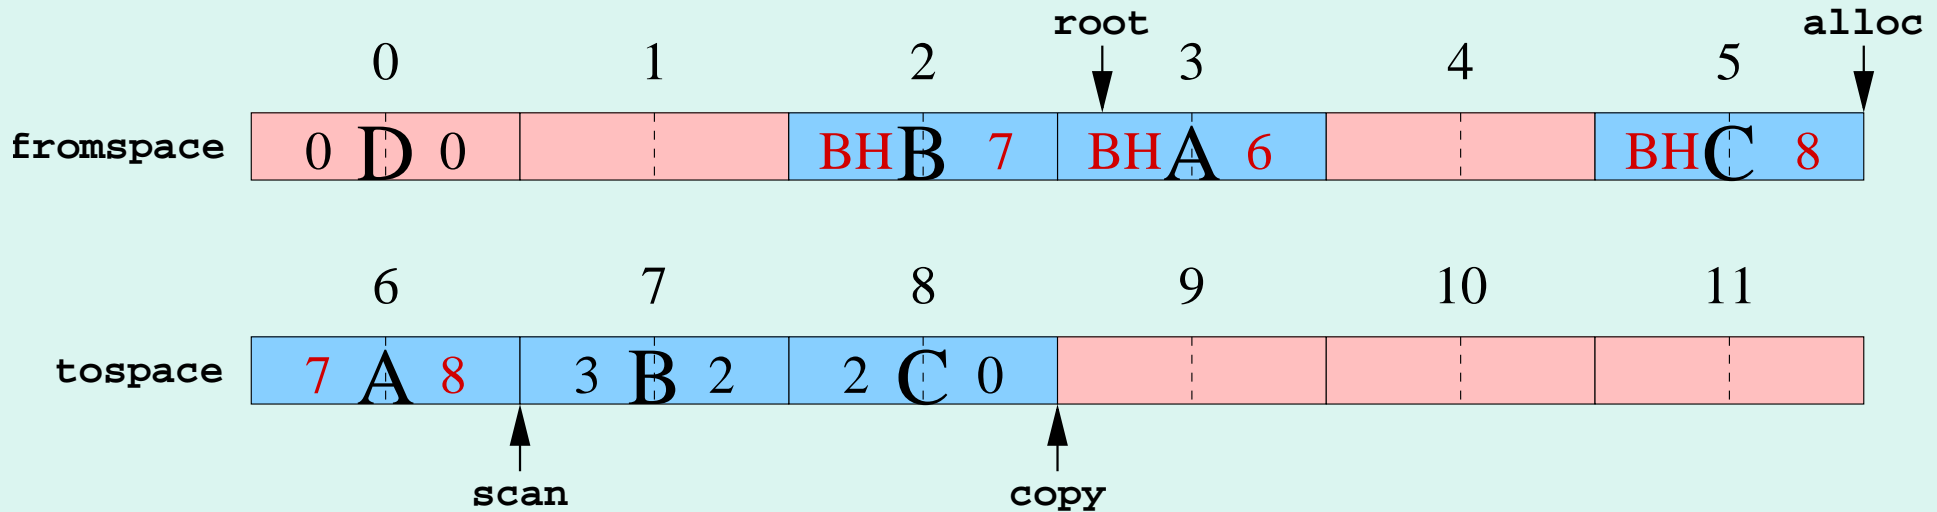 root alloc
0 1 2 3 4 5
fromspace 0 D 0 BH B 7 BH A 6 BH C 8
6 7 8 9 10 11
tospace 7 A 8 3 B 2 2 C 0
scan copy